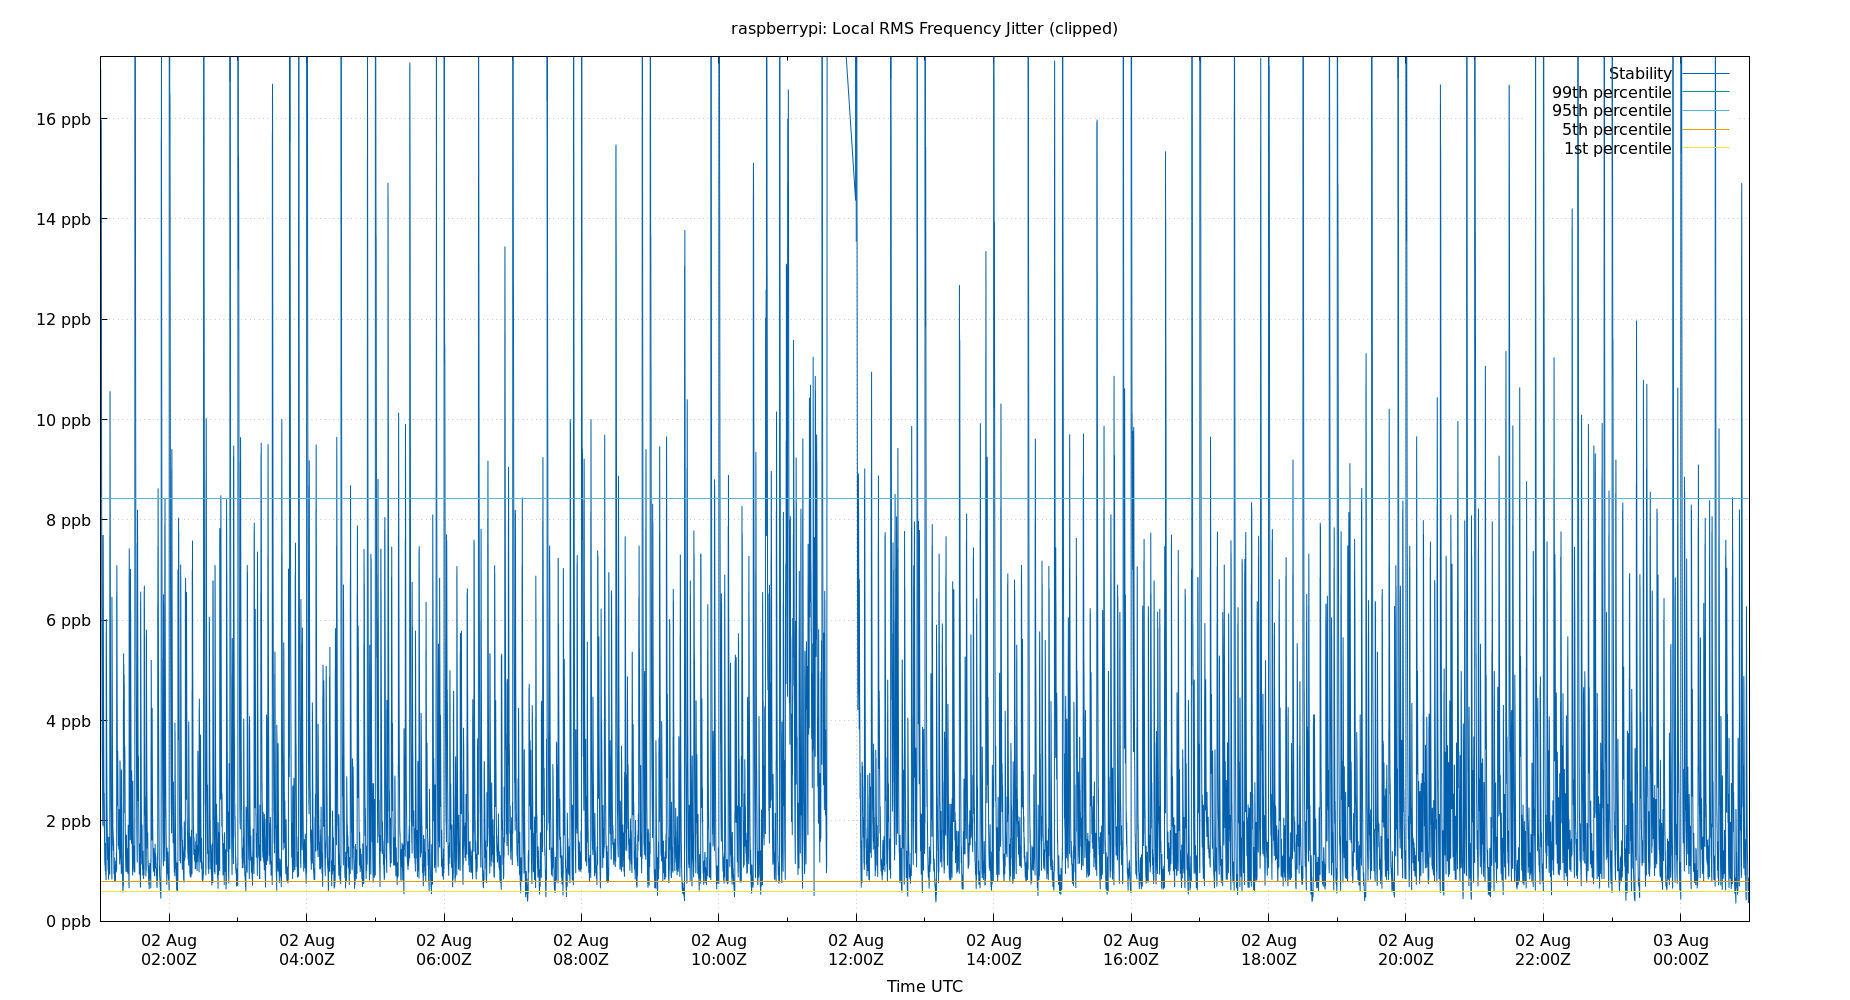 raspberrypi: Local RMS Frequency Jitter (clipped)
Stability
99th percentile
95th percentile
5th percentile
1st percentile
16 ppb
14 ppb
12 ppb
10 ppb
8 ppb
6 ppb
4 ppb
2 ppb
0 ppb
02 Aug 02 Aug 02 Aug 02 Aug 02 Aug 02 Aug 02 Aug 02 Aug 02 Aug 02 Aug 02 Aug 03 Aug
02:00Z 04:00Z 06:00Z 08:00Z 10:00Z 12:00Z 14:00Z 16:00Z 18:00Z 20:00Z 22:00Z 00:00Z
Time UTC